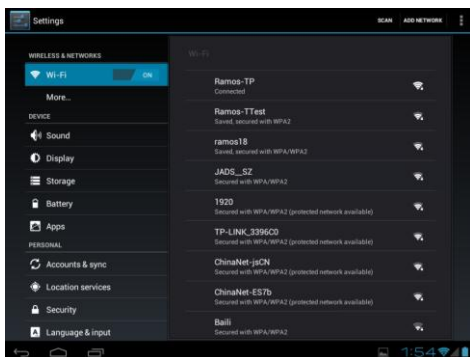 Settings
SCAN
ADD NETWORK
WIRELESS & NETWORKS
Wi-Fi
ON
More...
DEVICE
Sound
Display
Storage
Battery
Apps
PERSONAL
Accounts & sync
Location services
Security
Language & input
Wi-Fi
Ramos-TP
Connected
Ramos-TTest
Saved, secured with WPA2
ramos18
Saved, secured with WPA/WPA2
JADS__SZ
Secured with WPA/WPA2
1920
Secured with WPA/WPA2 (protected network available)
TP-LINK_3396C0
Secured with WPA/WPA2 (protected network available)
ChinaNet-jsCN
Secured with WPA/WPA2 (protected network available)
ChinaNet-ES7b
Secured with WPA/WPA2 (protected network available)
Baili
Secured with WPA/WPA2
1:54